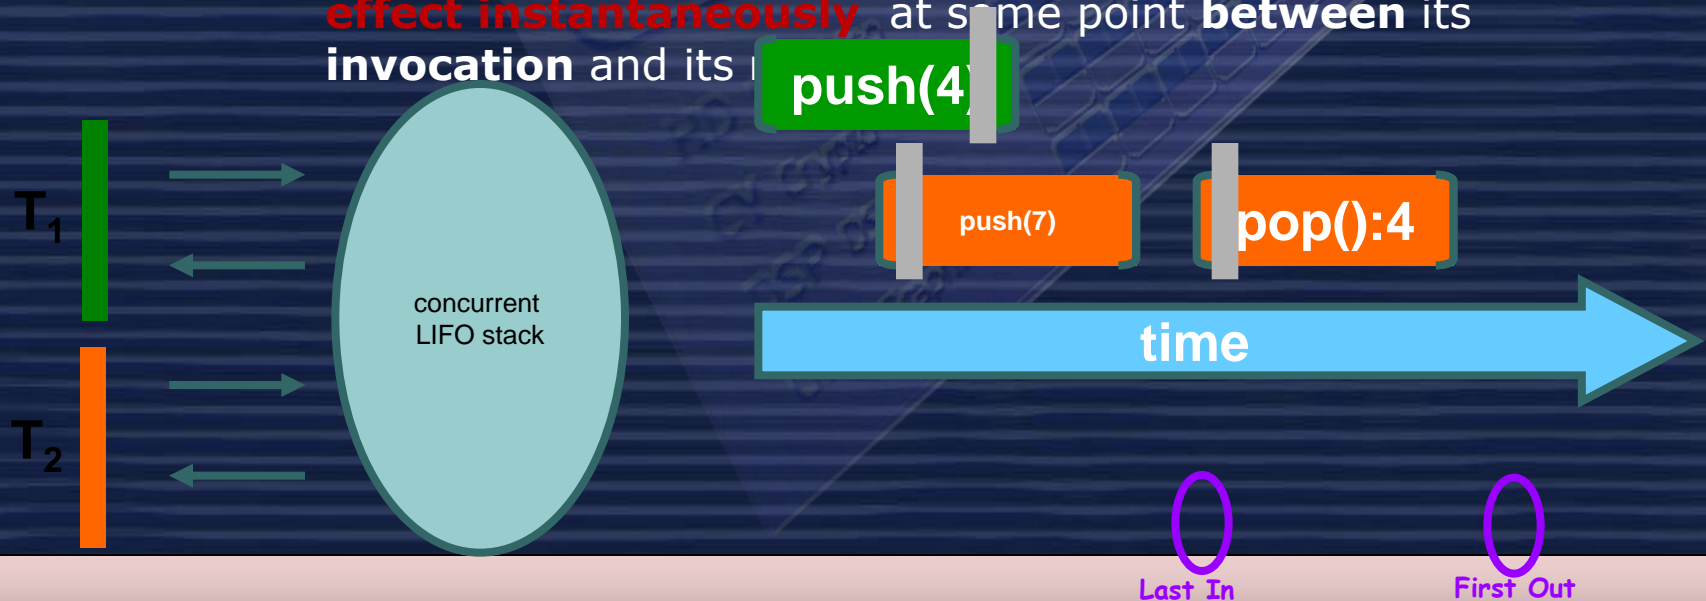 effect instantaneously at some point between its
invocation and its
push(4)
T1
push(7)
pop():4
concurrent
LIFO stack
time
T2
Last In
First Out